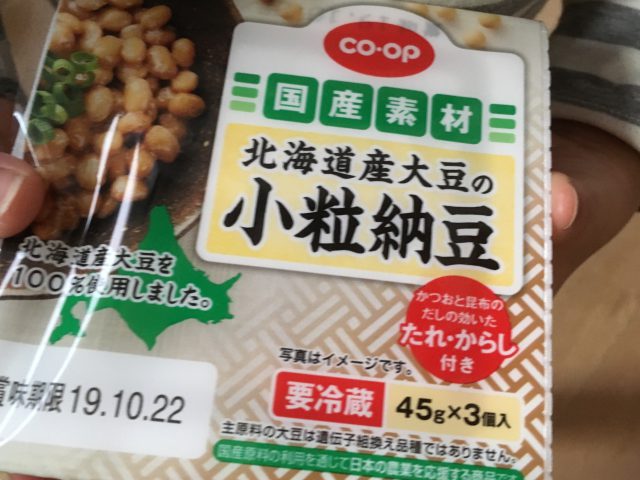 co·op
国産素材
北海道産大豆の
小粒納豆
北海道産大豆を
100%使用しました。
かつおと昆布の
だしの効いた
たれ・からし
付き
写真はイメージです。
賞味期限 19.10.22
要冷蔵 45g×3個入
主原料の大豆は遺伝子組換え品種ではありません。
国産原料の利用を通じて日本の農業を応援する商品です